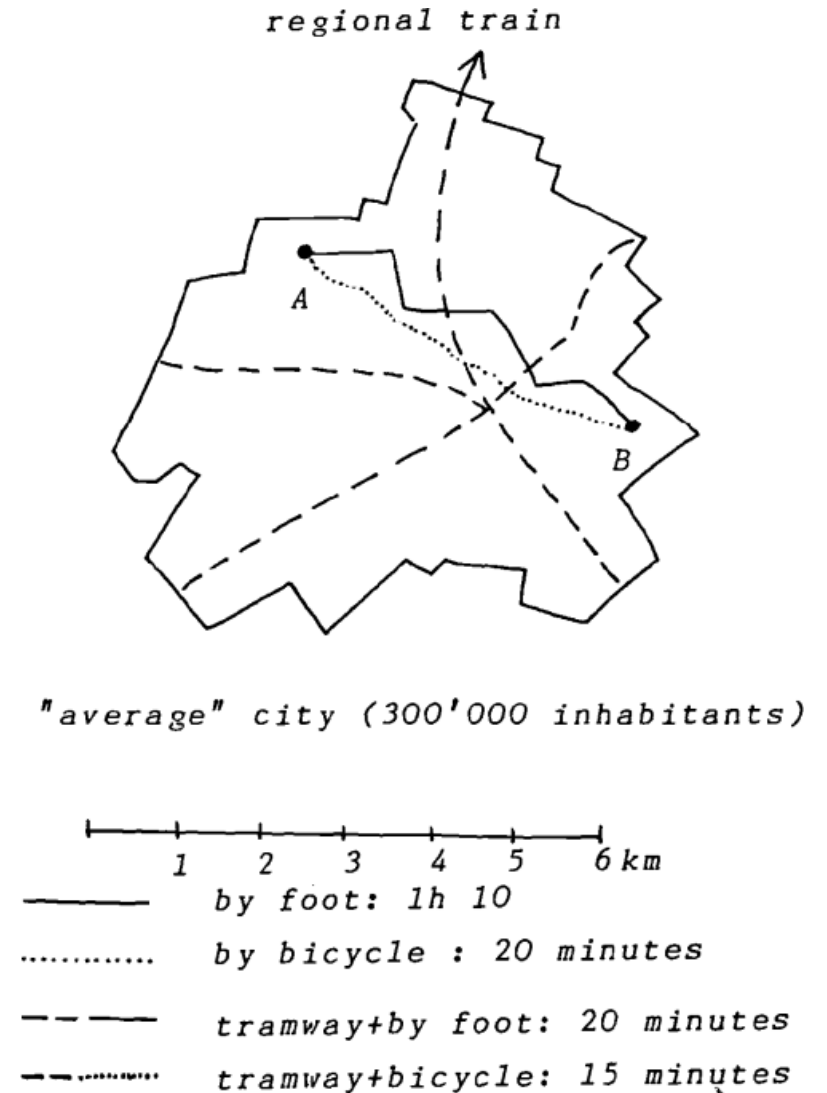 regional train
A
B
"average" city (300'000 inhabitants)
1 2 3 4 5 6 km
by foot: 1h 10
by bicycle : 20 minutes
tramway+by foot: 20 minutes
tramway+bicycle: 15 minutes